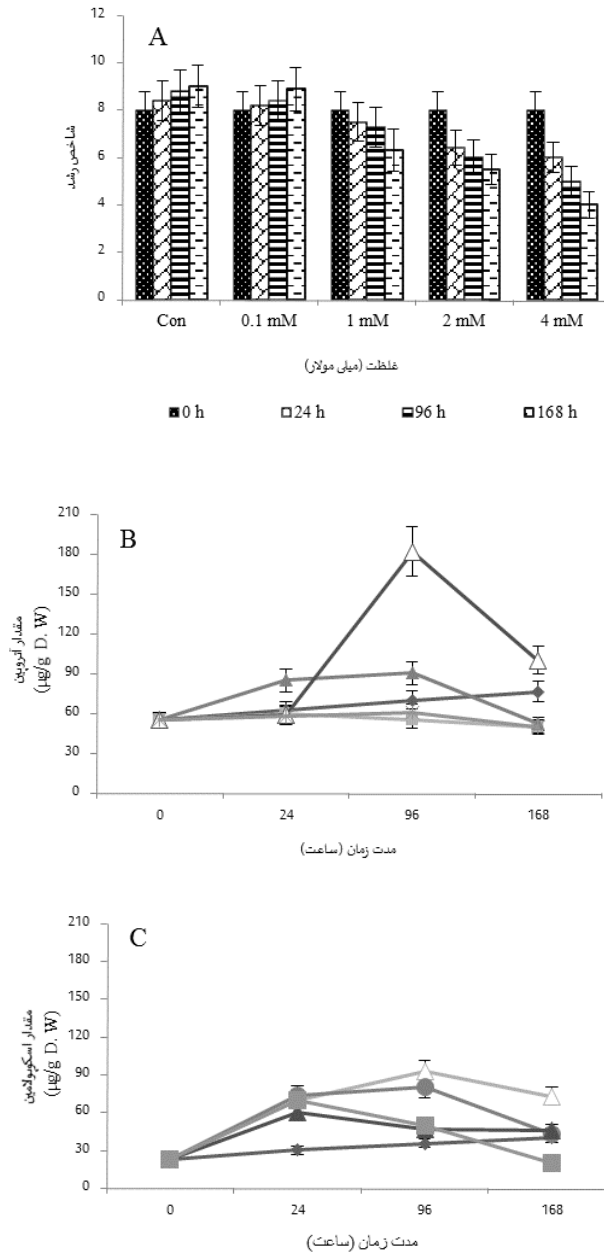 A
12
10
8
6
4
2
0
شاخص رشد
Con 0.1 mM 1 mM 2 mM 4 mM
غلظت (میلی مولار)
0 h 24 h 96 h 168 h
B
210
180
150
120
90
60
30
0
مقدار آتروپین
(µg/g D. W)
0 24 96 168
مدت زمان (ساعت)
C
210
180
150
120
90
60
30
0
مقدار اسکوپولامین
(µg/g D. W)
0 24 96 168
مدت زمان (ساعت)